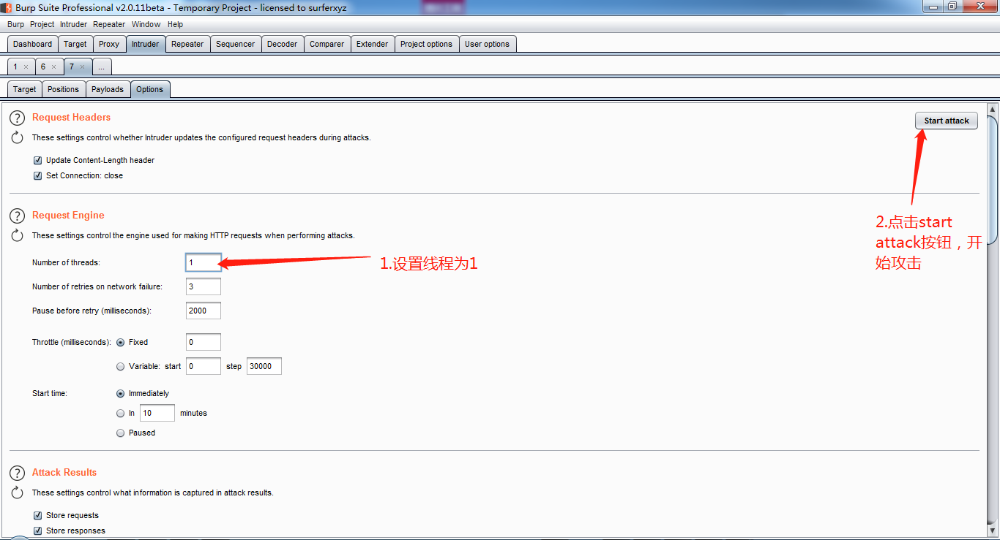 Burp Suite Professional v2.0.11beta - Temporary Project - licensed to surferxyz
Burp Project Intruder Repeater Window Help
Dashboard Target Proxy Intruder Repeater Sequencer Decoder Comparer Extender Project options User options
1 × 6 × 7 × ...
Target Positions Payloads Options
? Request Headers
Start attack
These settings control whether Intruder updates the configured request headers during attacks.
Update Content-Length header
Set Connection: close
? Request Engine
2.点击start
attack按钮，开
始攻击
These settings control the engine used for making HTTP requests when performing attacks.
Number of threads: 1
1.设置线程为1
Number of retries on network failure: 3
Pause before retry (milliseconds): 2000
Throttle (milliseconds): Fixed 0
Variable: start 0 step 30000
Start time: Immediately
In 10 minutes
Paused
? Attack Results
These settings control what information is captured in attack results.
Store requests
Store responses